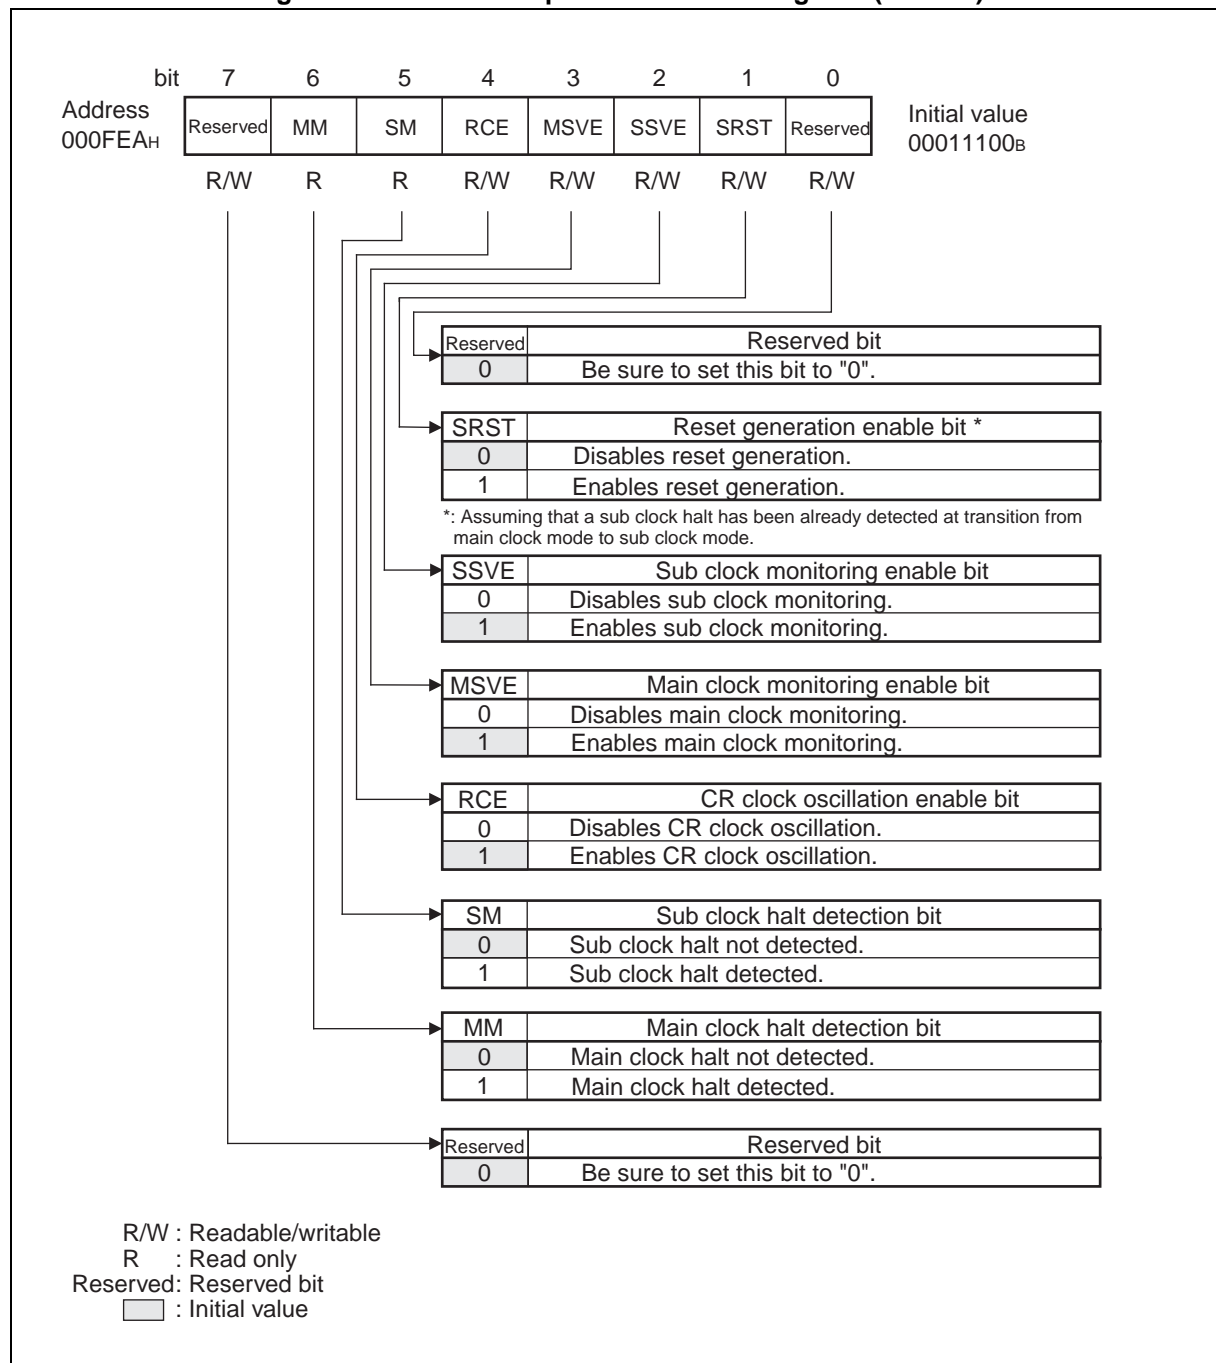 bit 7 6 5 4 3 2 1 0
Address
000FEAH
Reserved MM SM RCE MSVE SSVE SRST Reserved
Initial value
00011100B
R/W R R R/W R/W R/W R/W R/W
Reserved Reserved bit
0 Be sure to set this bit to "0".
SRST Reset generation enable bit *
0 Disables reset generation.
1 Enables reset generation.
*: Assuming that a sub clock halt has been already detected at transition from
main clock mode to sub clock mode.
SSVE Sub clock monitoring enable bit
0 Disables sub clock monitoring.
1 Enables sub clock monitoring.
MSVE Main clock monitoring enable bit
0 Disables main clock monitoring.
1 Enables main clock monitoring.
RCE CR clock oscillation enable bit
0 Disables CR clock oscillation.
1 Enables CR clock oscillation.
SM Sub clock halt detection bit
0 Sub clock halt not detected.
1 Sub clock halt detected.
MM Main clock halt detection bit
0 Main clock halt not detected.
1 Main clock halt detected.
Reserved Reserved bit
0 Be sure to set this bit to "0".
R/W : Readable/writable
R : Read only
Reserved: Reserved bit
: Initial value